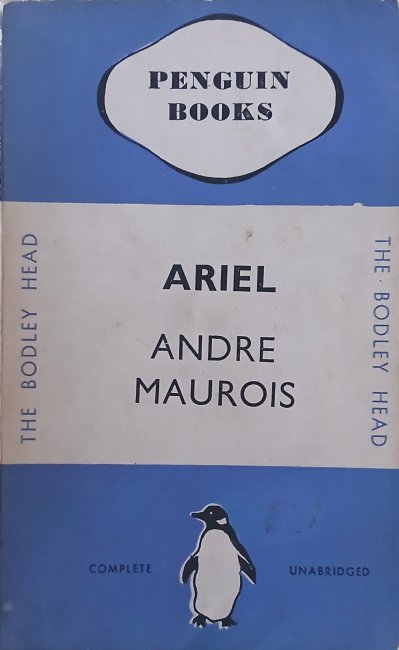 PENGUIN
BOOKS
THE BODLEY HEAD
ARIEL
ANDRE
MAUROIS
THE · BODLEY HEAD
COMPLETE
UNABRIDGED